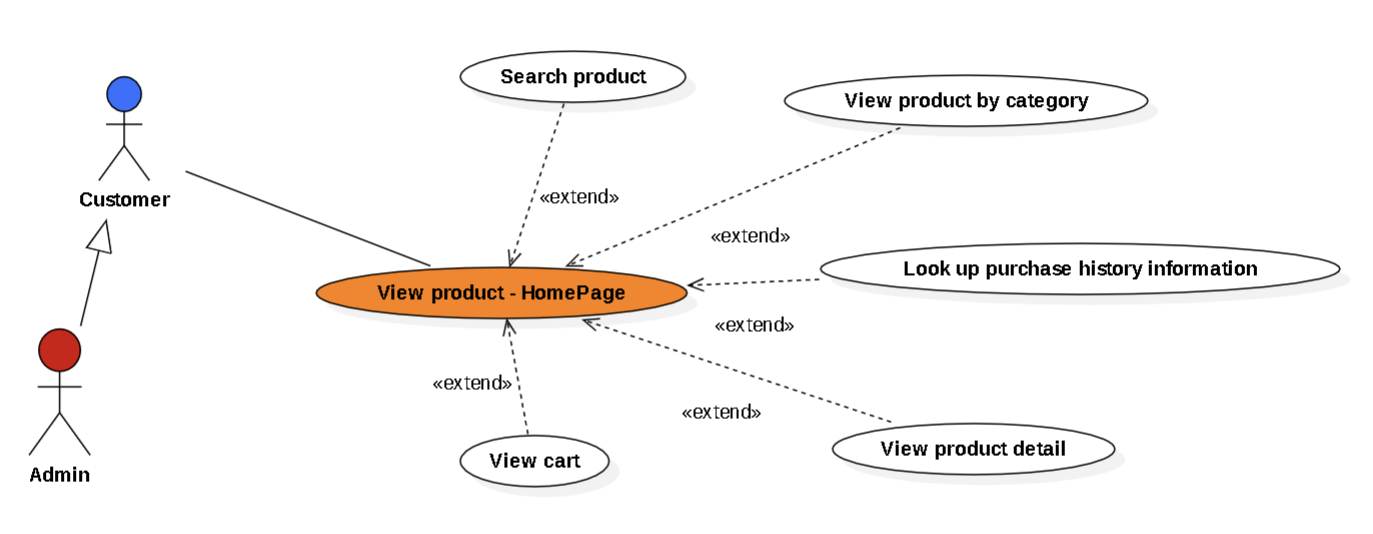 Search product
View product by category
Customer
«extend»
«extend»
Look up purchase history information
View product - HomePage
«extend»
«extend»
«extend»
View product detail
View cart
Admin